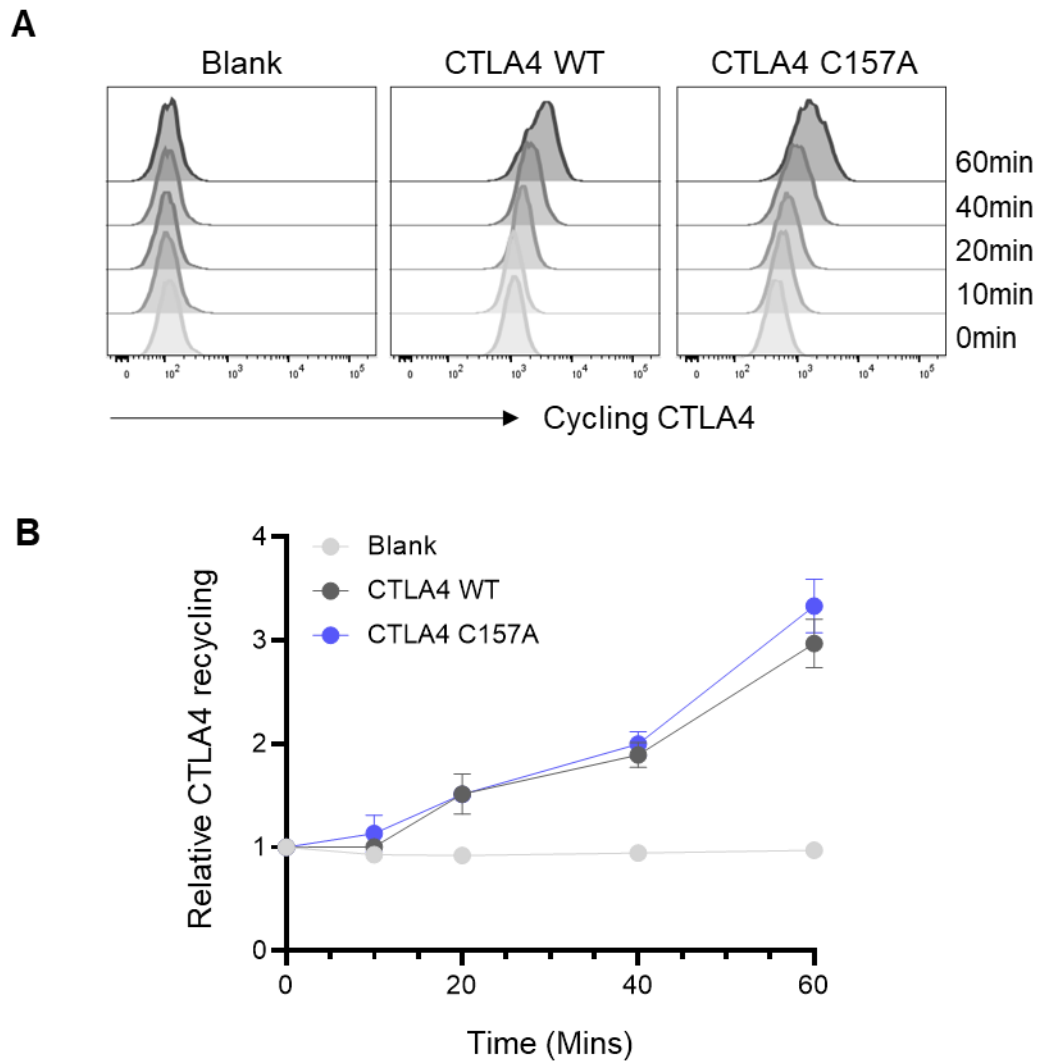 A
Blank
CTLA4 WT
CTLA4 C157A
60min
40min
20min
10min
0min
0 10² 10³ 10⁴ 10⁵
0 10² 10³ 10⁴ 10⁵
0 10² 10³ 10⁴ 10⁵
Cycling CTLA4
B
Relative CTLA4 recycling
4
3
2
1
0
Blank
CTLA4 WT
CTLA4 C157A
0 20 40 60
Time (Mins)